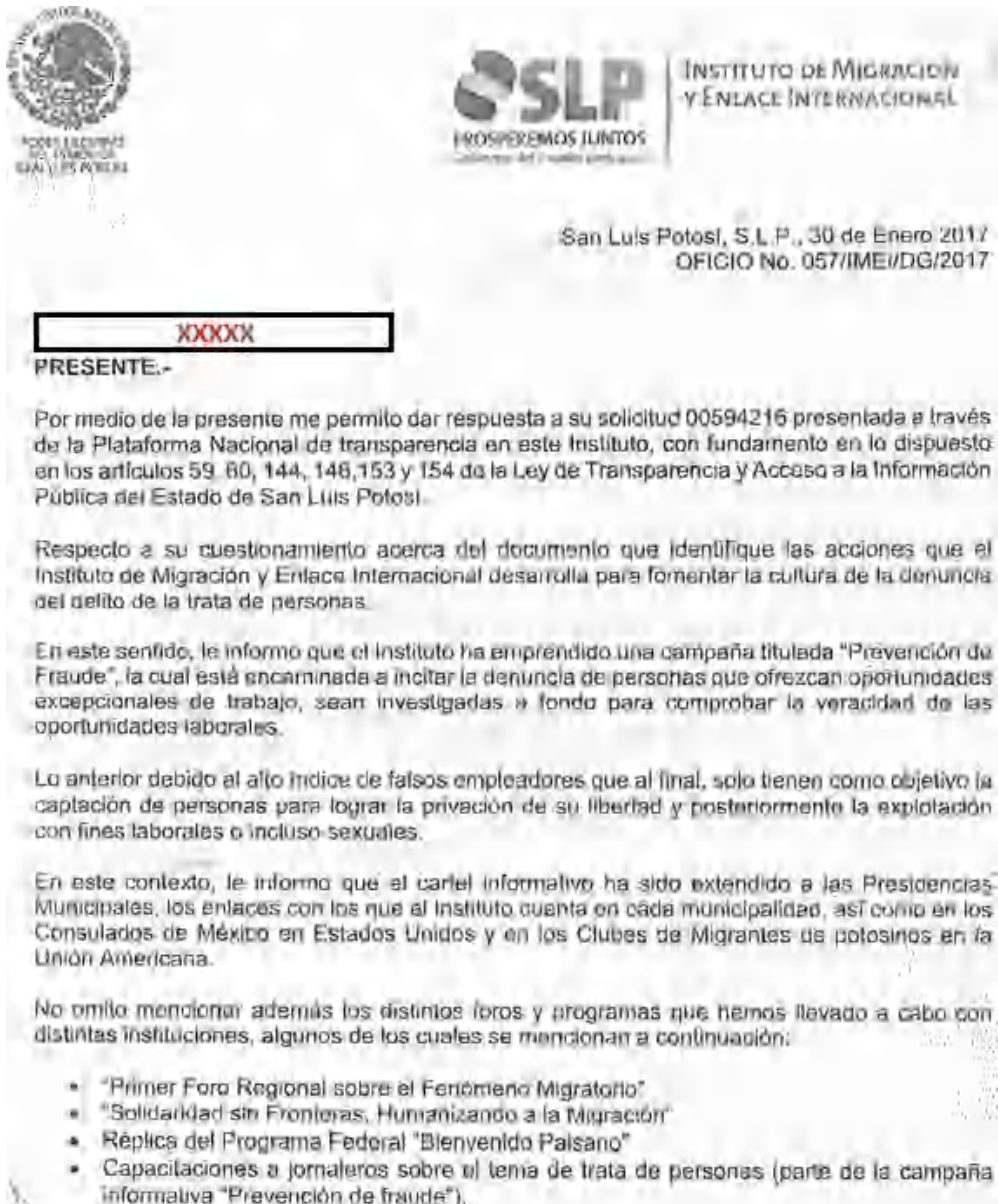 PODER EJECUTIVO
DEL ESTADO DE
SAN LUIS POTOSI
SLP
PROSPEREMOS JUNTOS
INSTITUTO DE MIGRACIÓN
Y ENLACE INTERNACIONAL
San Luis Potosí, S.L.P., 30 de Enero 2017
OFICIO No. 057/IMEI/DG/2017
XXXXX
PRESENTE.-
Por medio de la presente me permito dar respuesta a su solicitud 00594216 presentada a través
de la Plataforma Nacional de transparencia en este Instituto, con fundamento en lo dispuesto
en los artículos 59, 60, 144, 146,153 y 154 de la Ley de Transparencia y Acceso a la Información
Pública del Estado de San Luis Potosí.
Respecto a su cuestionamiento acerca del documento que identifique las acciones que el
Instituto de Migración y Enlace Internacional desarrolla para fomentar la cultura de la denuncia
del delito de la trata de personas.
En este sentido, le informo que el Instituto ha emprendido una campaña titulada "Prevención de
Fraude", la cual está encaminada a incitar la denuncia de personas que ofrezcan oportunidades
excepcionales de trabajo, sean investigadas a fondo para comprobar la veracidad de las
oportunidades laborales.
Lo anterior debido al alto índice de falsos empleadores que al final, solo tienen como objetivo la
captación de personas para lograr la privación de su libertad y posteriormente la explotación
con fines laborales o incluso sexuales.
En este contexto, le informo que el cartel informativo ha sido extendido a las Presidencias
Municipales, los enlaces con los que el Instituto cuenta en cada municipalidad, así como en los
Consulados de México en Estados Unidos y en los Clubes de Migrantes de potosinos en la
Unión Americana.
No omito mencionar además los distintos foros y programas que hemos llevado a cabo con
distintas instituciones, algunos de los cuales se mencionan a continuación:
• "Primer Foro Regional sobre el Fenómeno Migratorio"
• "Solidaridad sin Fronteras, Humanizando a la Migración"
• Réplica del Programa Federal "Bienvenido Paisano"
• Capacitaciones a jornaleros sobre el tema de trata de personas (parte de la campaña
informativa "Prevención de fraude").